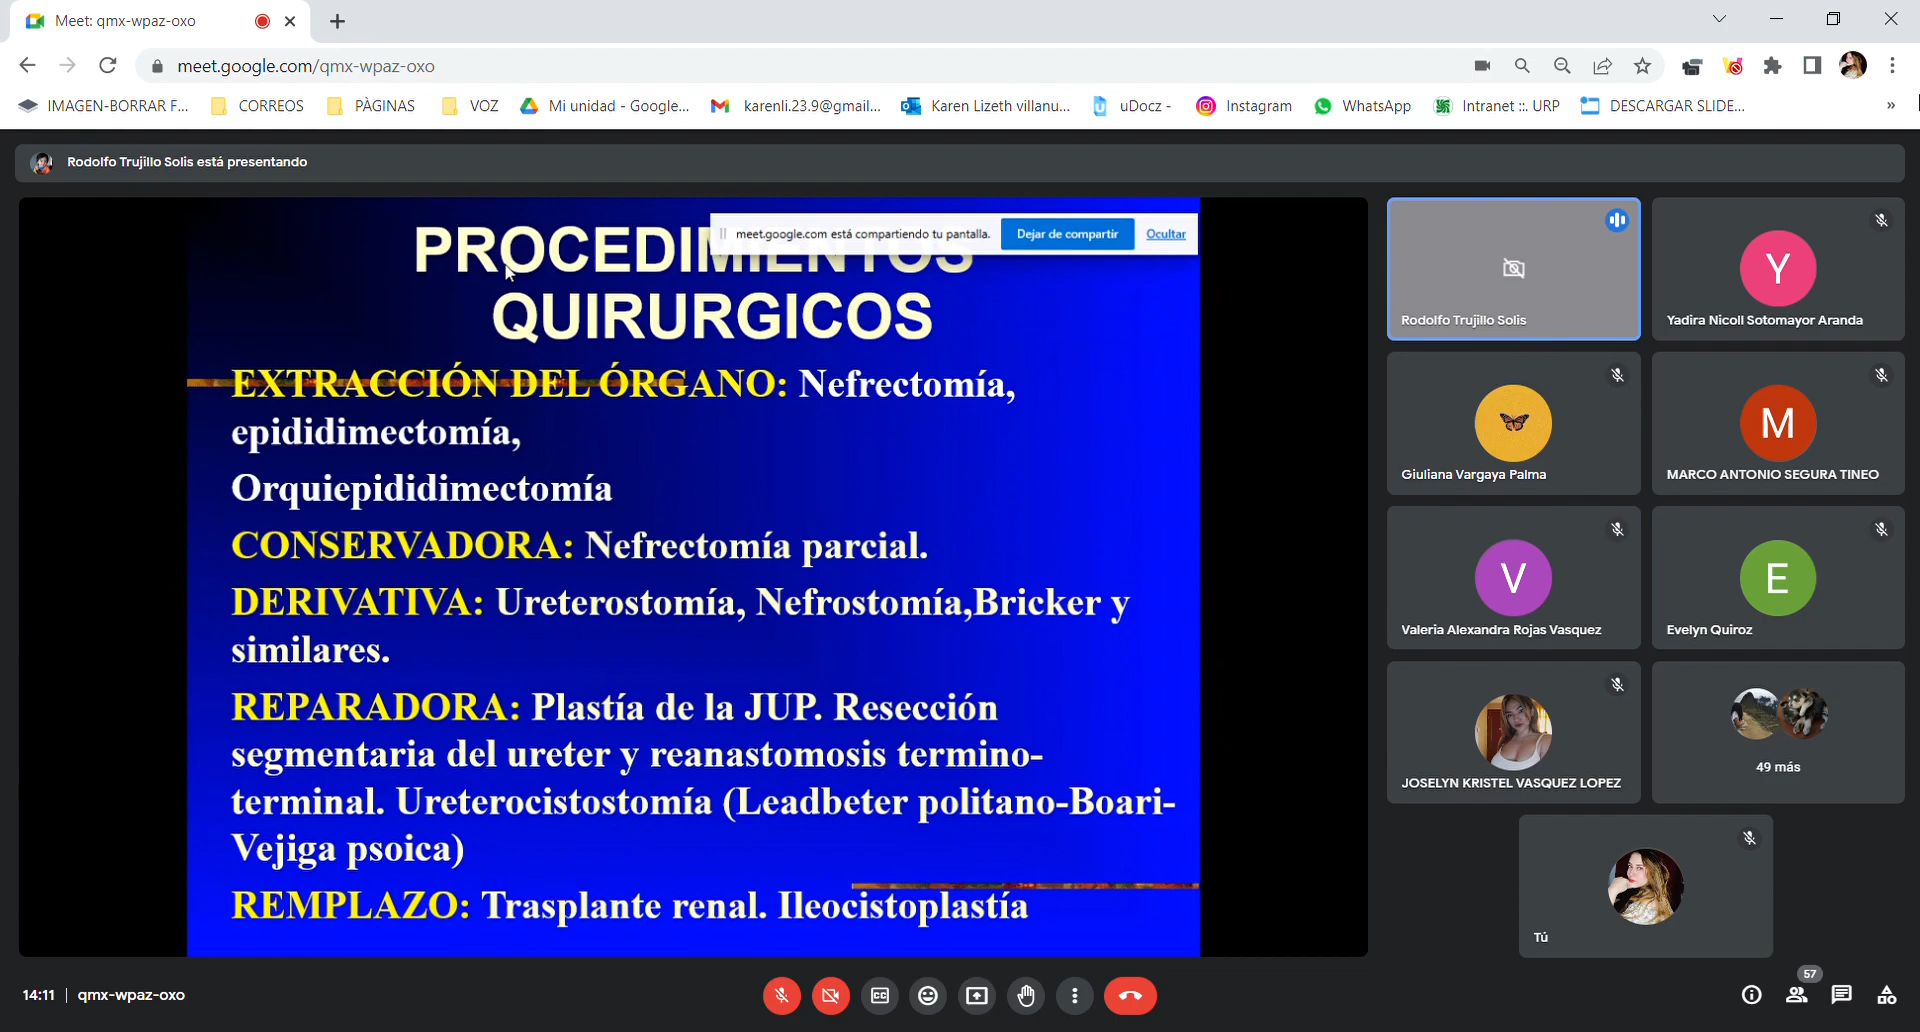 Meet: qmx-wpaz-oxo
meet.google.com/qmx-wpaz-oxo
IMAGEN-BORRAR F...
CORREOS
PÀGINAS
VOZ
Mi unidad - Google...
karenli.23.9@gmail...
Karen Lizeth villanu...
uDocz -
Instagram
WhatsApp
Intranet ::. URP
DESCARGAR SLIDE...
»
Rodolfo Trujillo Solis está presentando
meet.google.com está compartiendo tu pantalla.
Dejar de compartir
Ocultar
PROCEDIMIENTOS
QUIRURGICOS
EXTRACCIÓN DEL ÓRGANO: Nefrectomía,
epididimectomía,
Orquiepididimectomía
CONSERVADORA: Nefrectomía parcial.
DERIVATIVA: Ureterostomía, Nefrostomía,Bricker y
similares.
REPARADORA: Plastía de la JUP. Resección
segmentaria del ureter y reanastomosis termino-
terminal. Ureterocistostomía (Leadbeter politano-Boari-
Vejiga psoica)
REMPLAZO: Trasplante renal. Ileocistoplastía
Rodolfo Trujillo Solis
Y
Yadira Nicoll Sotomayor Aranda
Giuliana Vargaya Palma
M
MARCO ANTONIO SEGURA TINEO
V
Valeria Alexandra Rojas Vasquez
E
Evelyn Quiroz
JOSELYN KRISTEL VASQUEZ LOPEZ
49 más
Tú
14:11 | qmx-wpaz-oxo
CC
57